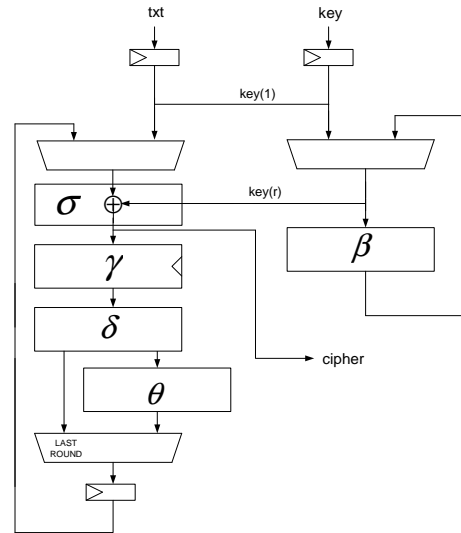 txt
key
key(1)
σ
key(r)
γ
β
δ
cipher
θ
LAST
ROUND